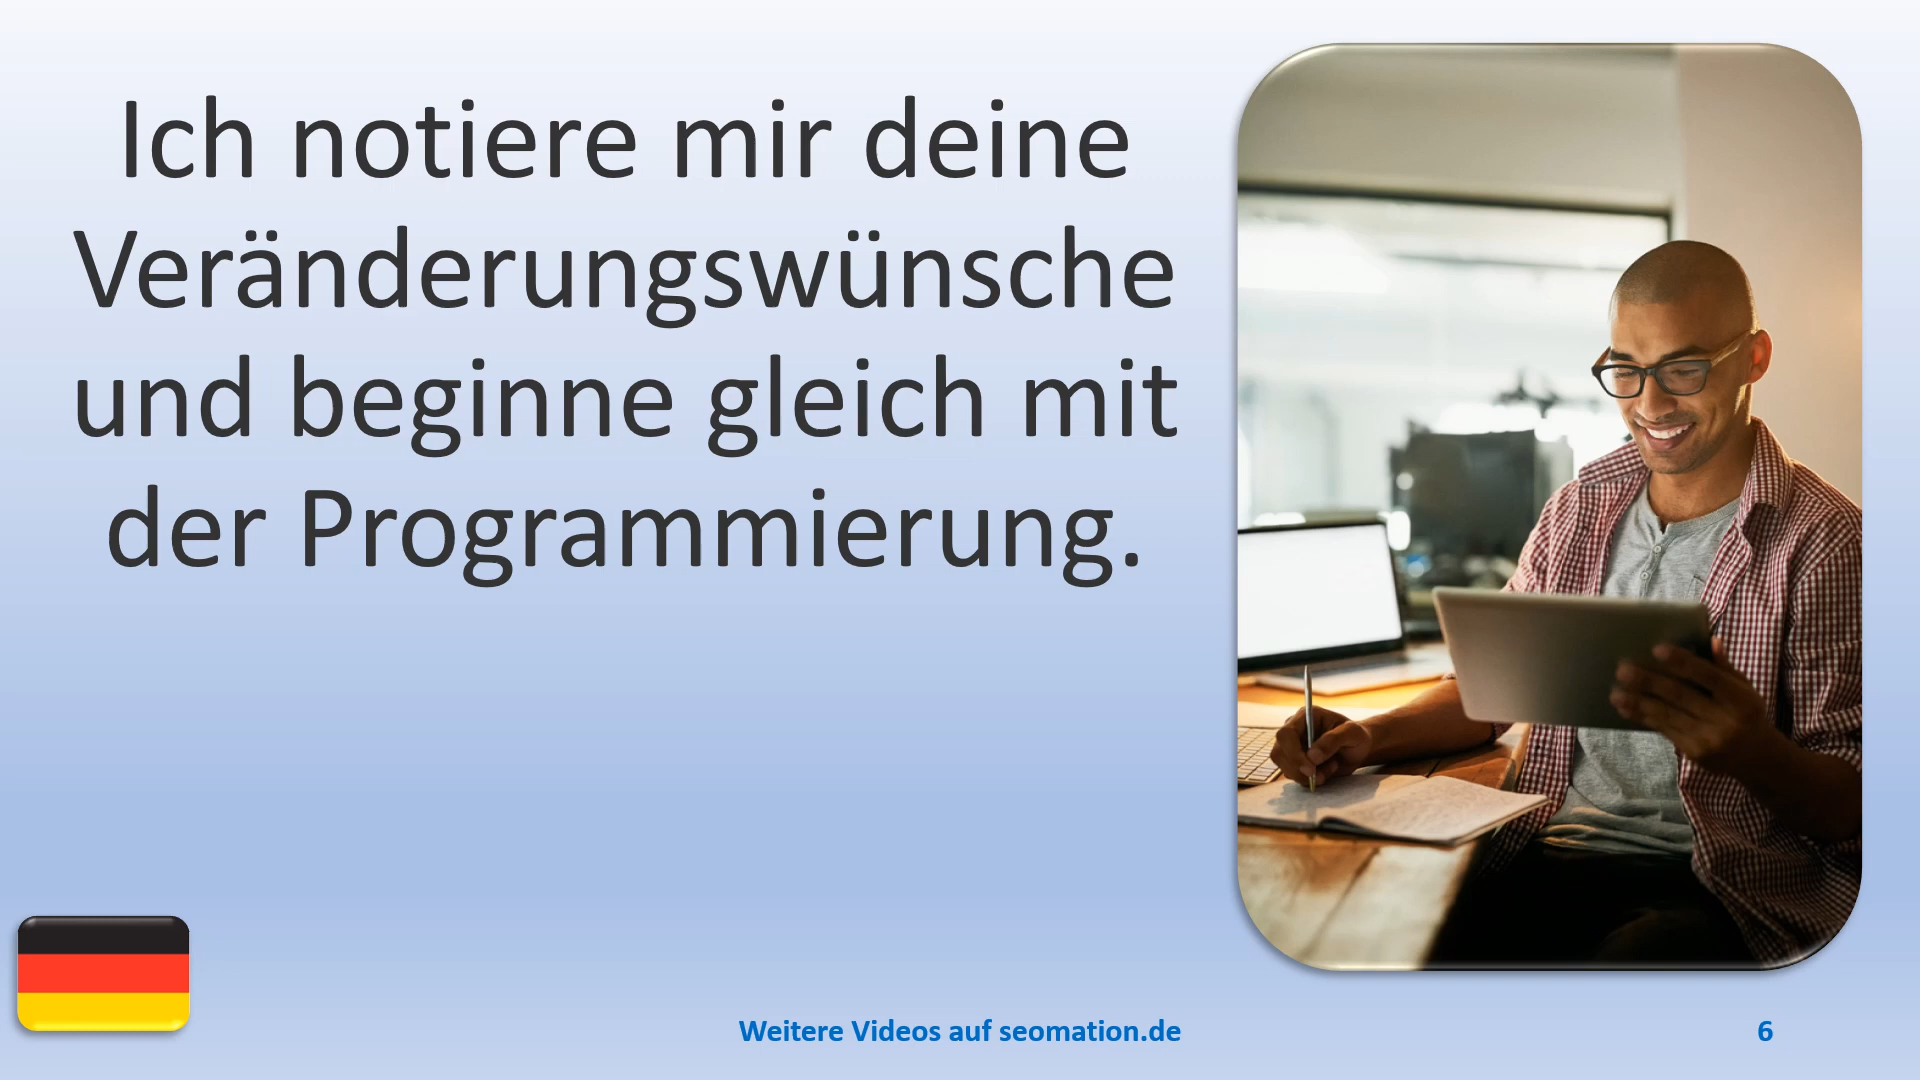 Ich notiere mir deine
Veränderungswünsche
und beginne gleich mit
der Programmierung.
Weitere Videos auf seomation.de
6